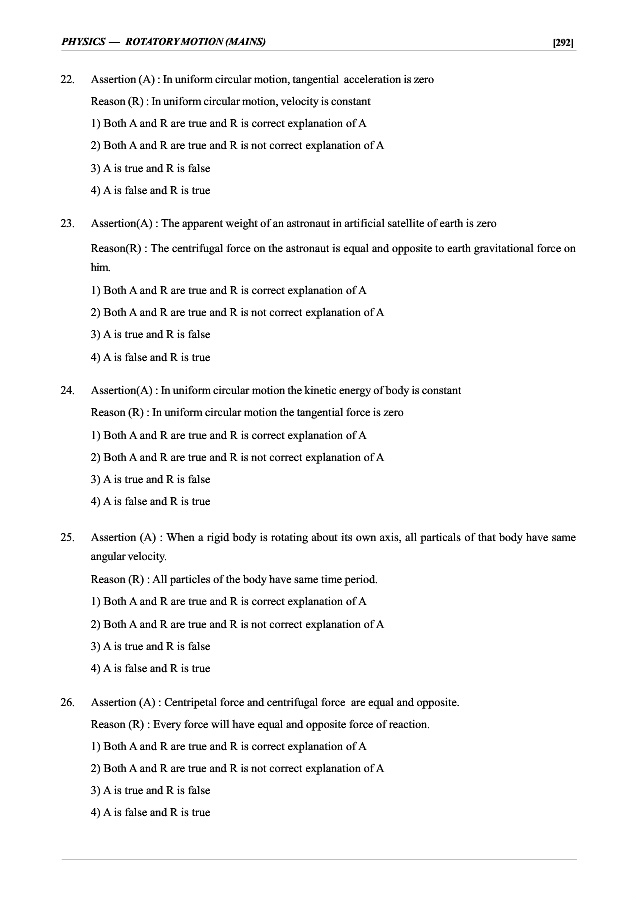 PHYSICS — ROTATORY MOTION (MAINS) [292]
22. Assertion (A) : In uniform circular motion, tangential acceleration is zero
Reason (R) : In uniform circular motion, velocity is constant
1) Both A and R are true and R is correct explanation of A
2) Both A and R are true and R is not correct explanation of A
3) A is true and R is false
4) A is false and R is true
23. Assertion(A) : The apparent weight of an astronaut in artificial satellite of earth is zero
Reason(R) : The centrifugal force on the astronaut is equal and opposite to earth gravitational force on
him.
1) Both A and R are true and R is correct explanation of A
2) Both A and R are true and R is not correct explanation of A
3) A is true and R is false
4) A is false and R is true
24. Assertion(A) : In uniform circular motion the kinetic energy of body is constant
Reason (R) : In uniform circular motion the tangential force is zero
1) Both A and R are true and R is correct explanation of A
2) Both A and R are true and R is not correct explanation of A
3) A is true and R is false
4) A is false and R is true
25. Assertion (A) : When a rigid body is rotating about its own axis, all particals of that body have same
angular velocity.
Reason (R) : All particles of the body have same time period.
1) Both A and R are true and R is correct explanation of A
2) Both A and R are true and R is not correct explanation of A
3) A is true and R is false
4) A is false and R is true
26. Assertion (A) : Centripetal force and centrifugal force are equal and opposite.
Reason (R) : Every force will have equal and opposite force of reaction.
1) Both A and R are true and R is correct explanation of A
2) Both A and R are true and R is not correct explanation of A
3) A is true and R is false
4) A is false and R is true